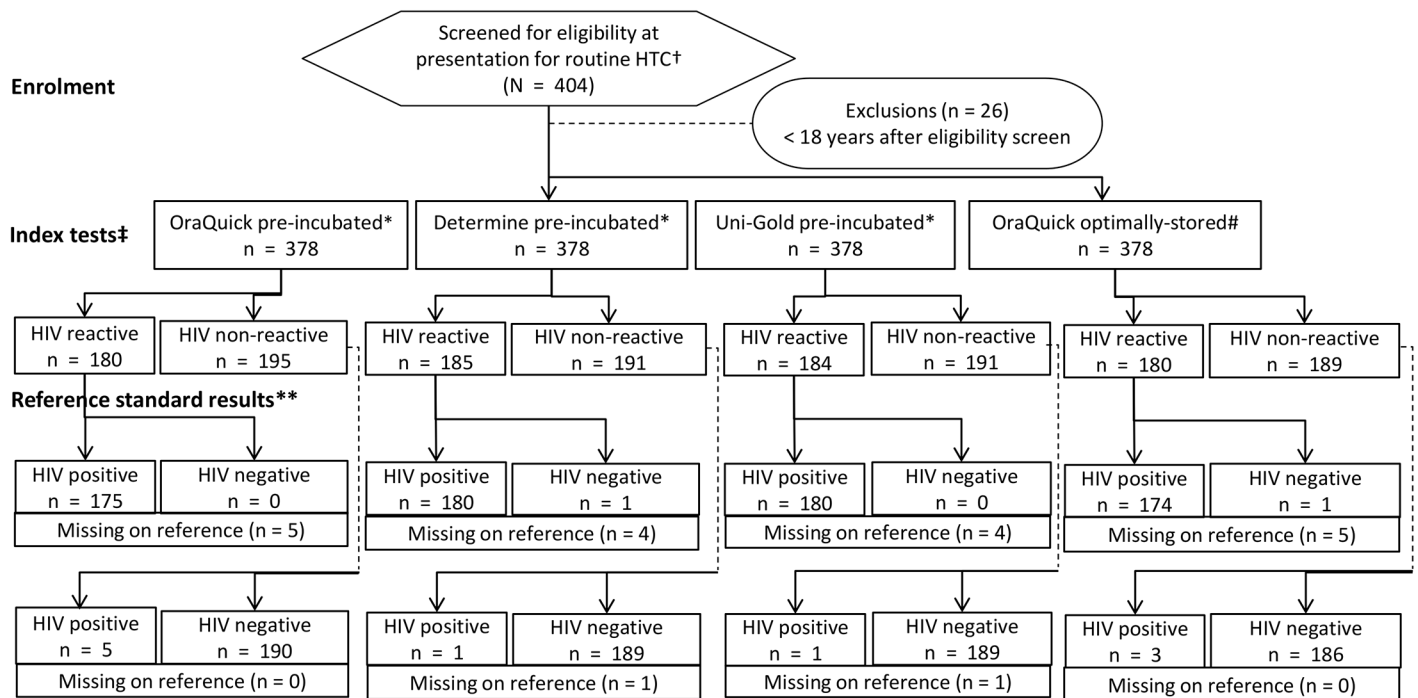 Screened for eligibility at
presentation for routine HTC†
(N = 404)
Enrolment
Exclusions (n = 26)
< 18 years after eligibility screen
Index tests‡
OraQuick pre-incubated*
n = 378
Determine pre-incubated*
n = 378
Uni-Gold pre-incubated*
n = 378
OraQuick optimally-stored#
n = 378
HIV reactive
n = 180
HIV non-reactive
n = 195
HIV reactive
n = 185
HIV non-reactive
n = 191
HIV reactive
n = 184
HIV non-reactive
n = 191
HIV reactive
n = 180
HIV non-reactive
n = 189
Reference standard results**
HIV positive
n = 175
HIV negative
n = 0
Missing on reference (n = 5)
HIV positive
n = 180
HIV negative
n = 1
Missing on reference (n = 4)
HIV positive
n = 180
HIV negative
n = 0
Missing on reference (n = 4)
HIV positive
n = 174
HIV negative
n = 1
Missing on reference (n = 5)
HIV positive
n = 5
HIV negative
n = 190
Missing on reference (n = 0)
HIV positive
n = 1
HIV negative
n = 189
Missing on reference (n = 1)
HIV positive
n = 1
HIV negative
n = 189
Missing on reference (n = 1)
HIV positive
n = 3
HIV negative
n = 186
Missing on reference (n = 0)